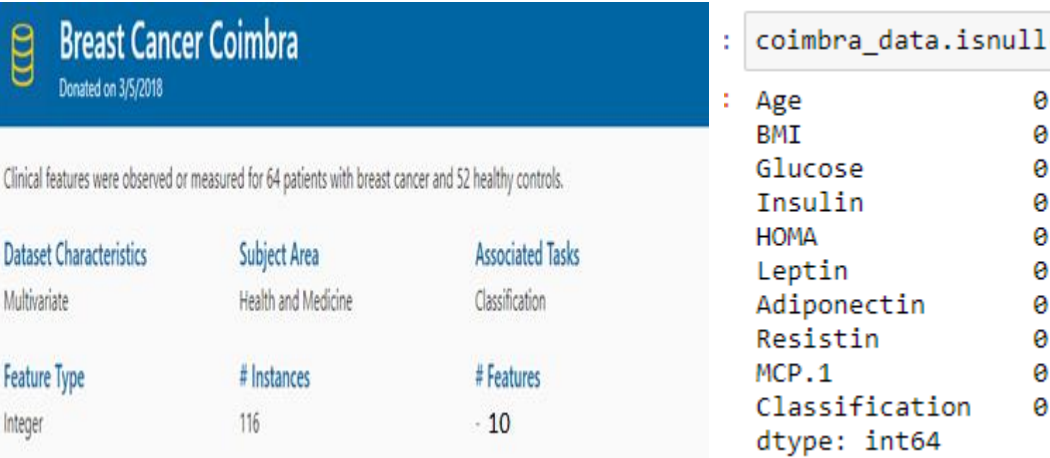 Breast Cancer Coimbra
Donated on 3/5/2018
Clinical features were observed or measured for 64 patients with breast cancer and 52 healthy controls.
Dataset Characteristics
Multivariate
Subject Area
Health and Medicine
Associated Tasks
Classification
Feature Type
Integer
# Instances
116
# Features
- 10
: coimbra_data.isnull
: Age 0
BMI 0
Glucose 0
Insulin 0
HOMA 0
Leptin 0
Adiponectin 0
Resistin 0
MCP.1 0
Classification 0
dtype: int64